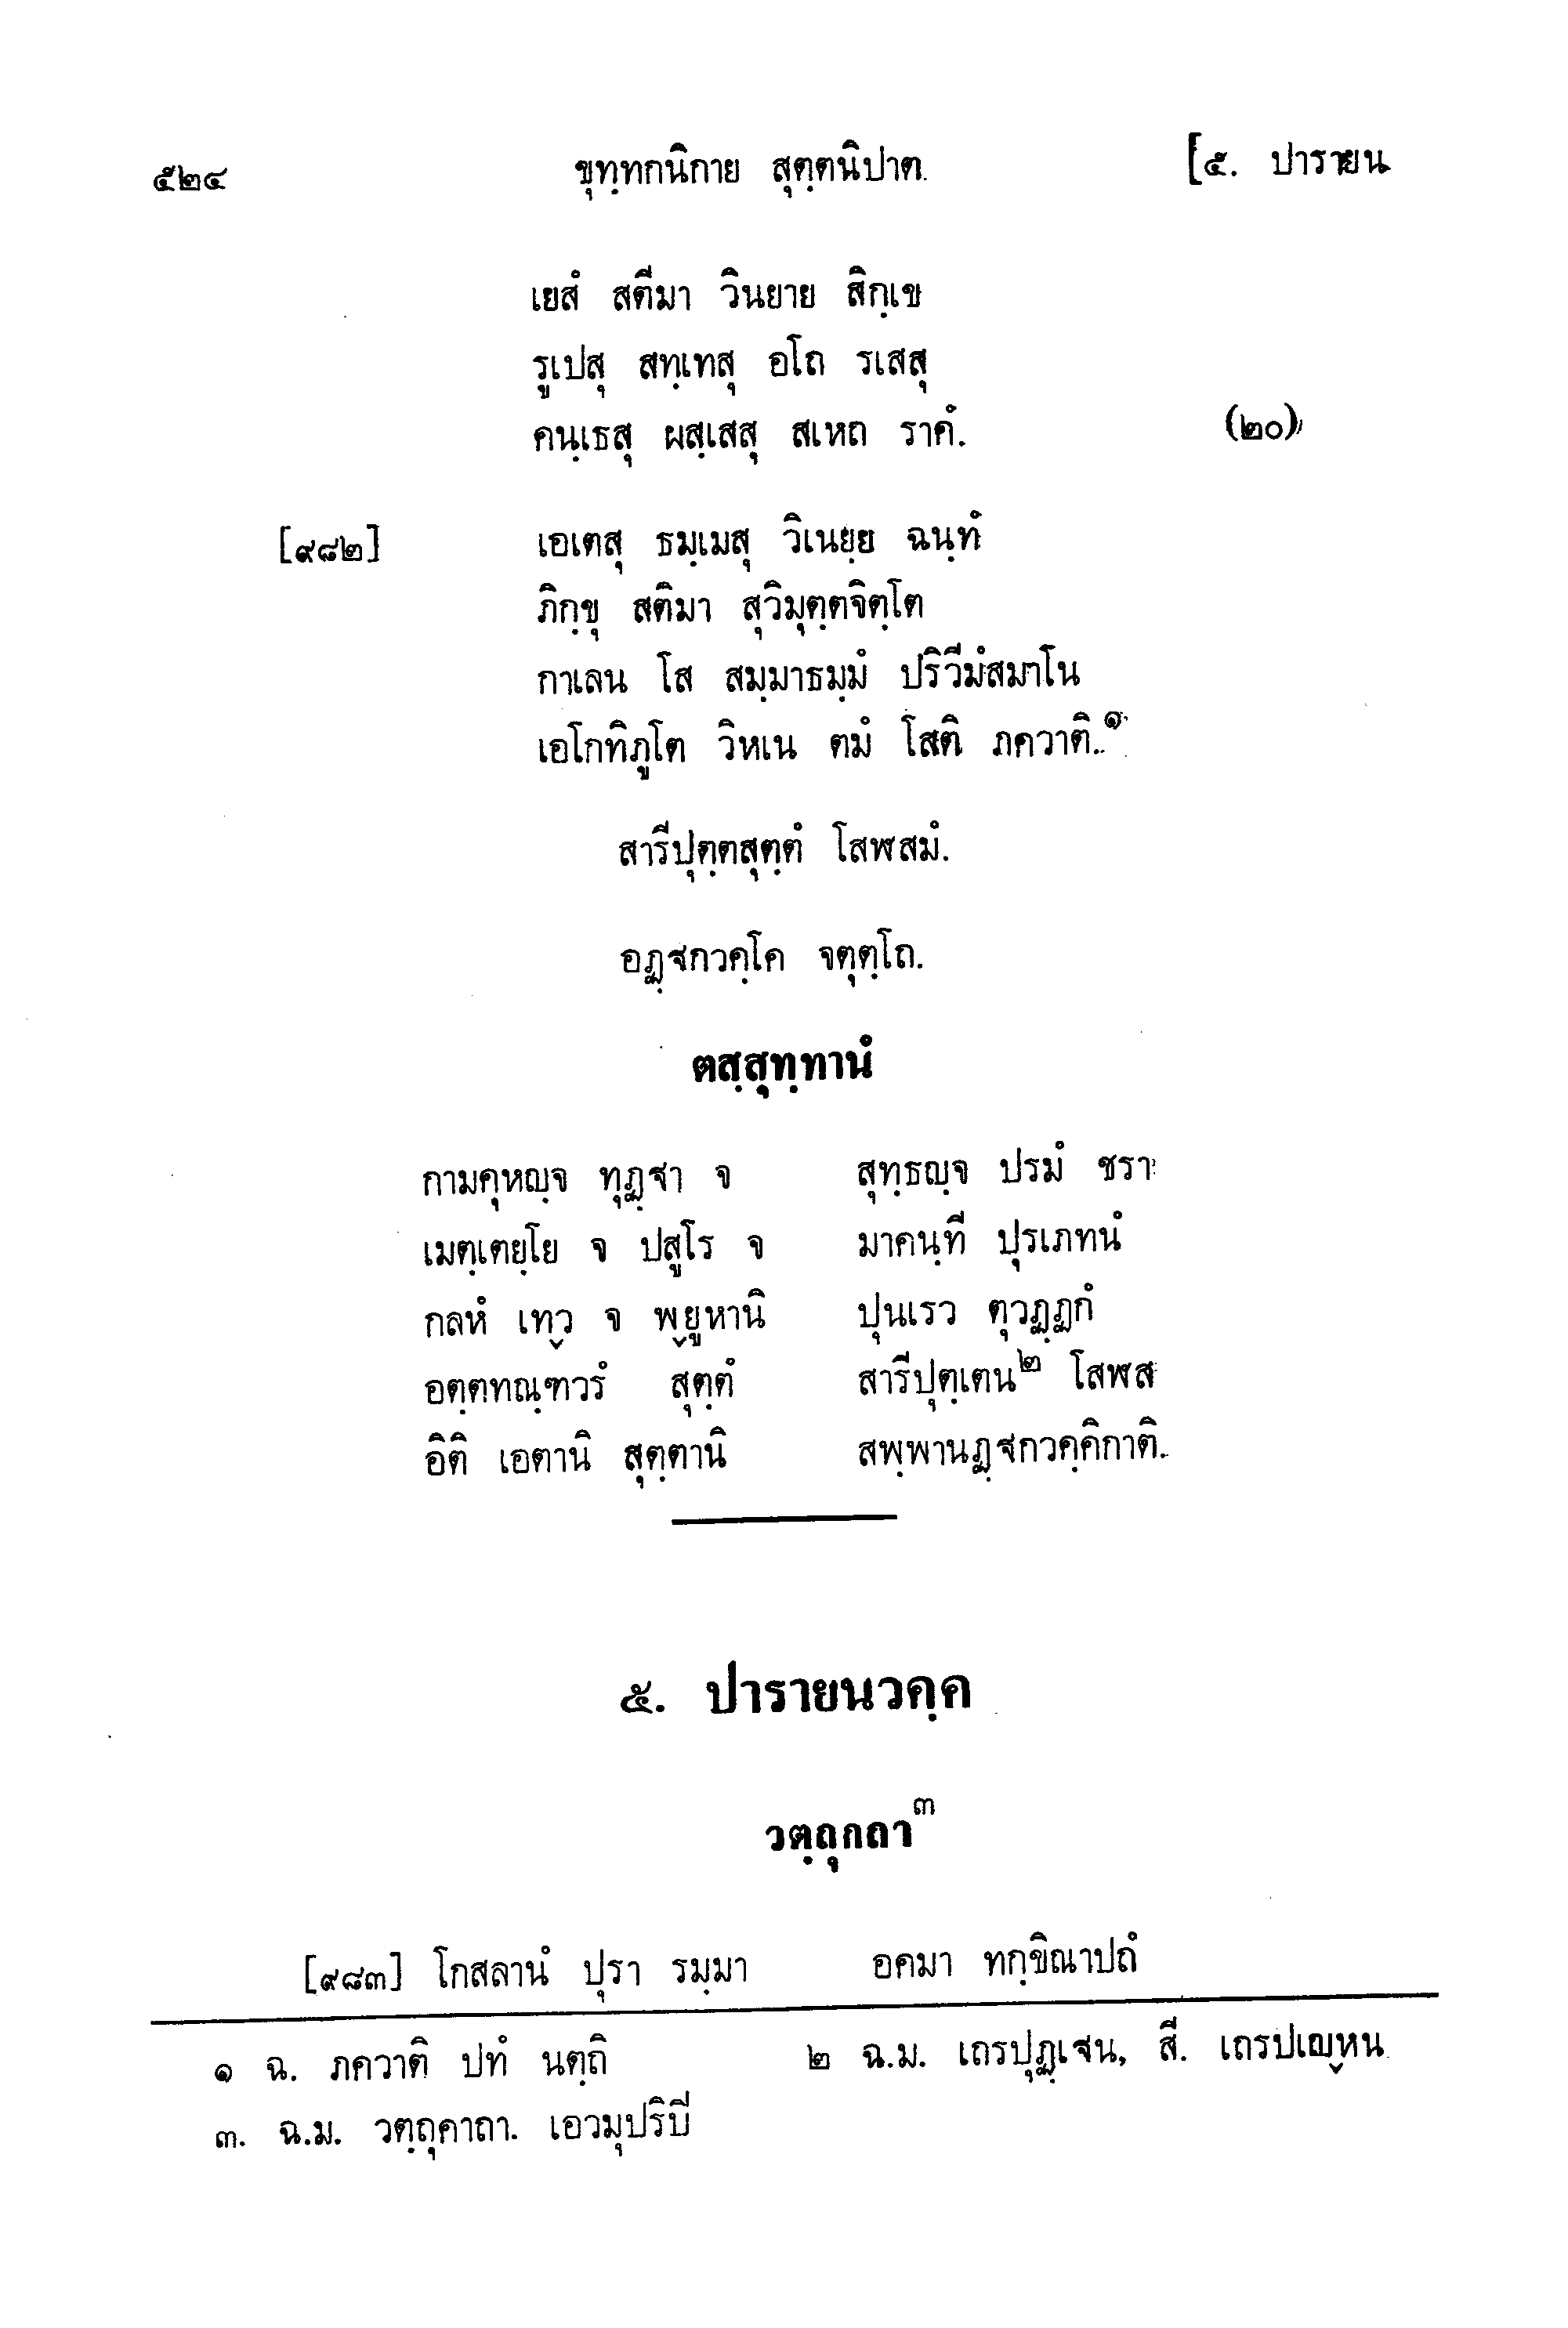 ๕๒๔ ขุทฺทกนิกาย สุตฺตนิปาต [๕. ปารายน
เยสํ สตีมา วินยาย สิกฺเข
รูเปสุ สทฺเทสุ อโถ รเสสุ
คนฺเธสุ ผสฺเสสุ สเหถ ราคํ. (๒๐)
[๙๘๒] เอเตสุ ธมฺเมสุ วิเนยฺย ฉนฺทํ
ภิกฺขุ สติมา สุวิมุตฺตจิตฺโต
กาเลน โส สมฺมาธมฺมํ ปริวีมํสมาโน
เอโกทิภูโต วิหเน ตมํ โสติ ภควาติ.๑
สารีปุตฺตสุตฺตํ โสฬสมํ.
อฏฺฐกวคฺโค จตุตฺโถ.
ตสฺสุทฺทานํ
กามคุหญฺจ ทุฏฺฐา จ สุทฺธญฺจ ปรมํ ชรา
เมตฺเตยฺโย จ ปสูโร จ มาคนฺที ปุรเภทนํ
กลหํ เทฺว จ พฺยูหานิ ปุนเรว ตุวฏฺฏกํ
อตฺตทณฺฑวรํ สุตฺตํ สารีปุตฺเตน๒ โสฬส
อิติ เอตานิ สุตฺตานิ สพฺพานฏฺฐกวคฺคิกาติ.
๕. ปารายนวคฺค
วตฺถุกถา๓
[๙๘๓] โกสลานํ ปุรา รมฺมา อคมา ทกฺขิณาปถํ
๑ ฉ. ภควาติ ปทํ นตฺถิ ๒ ฉ.ม. เถรปุฏฺเฐน, สี. เถรปญฺเหน
๓. ฉ.ม. วตฺถุคาถา. เอวมุปริปี